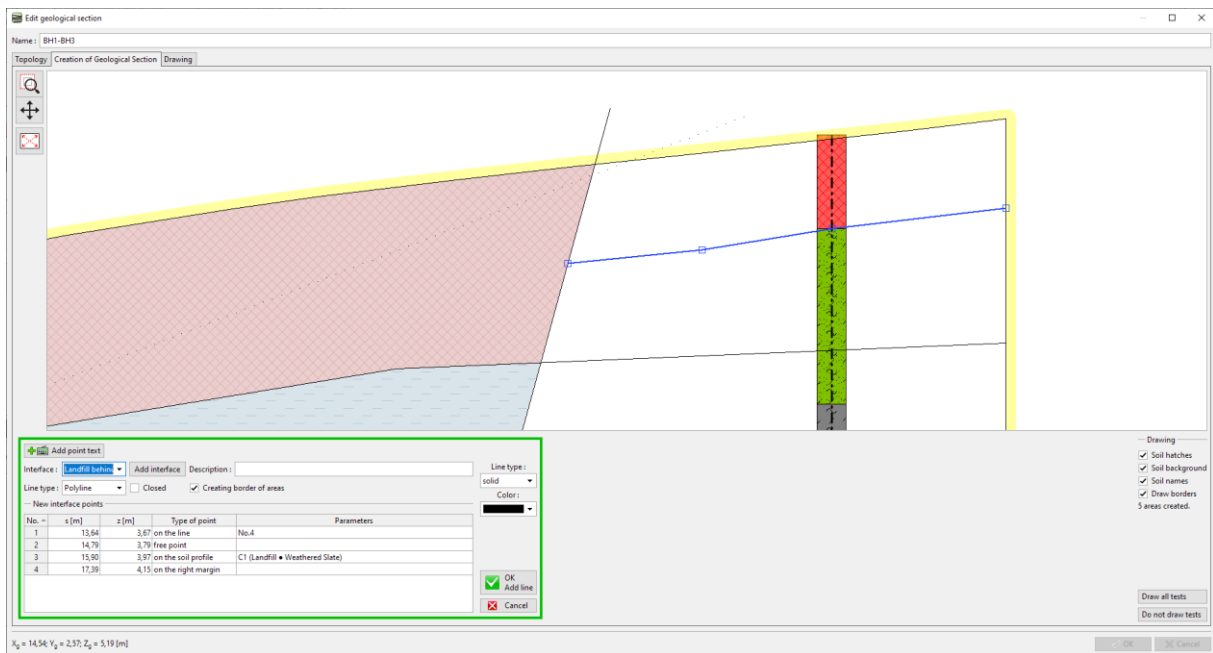 Edit geological section
Name : BH1-BH3
Topology Creation of Geological Section Drawing
Add point text
Interface : Landfill behin Add interface Description :
Line type : Polyline Closed Creating border of areas
Line type :
solid
Color :
New interface points
No. s [m] z [m] Type of point Parameters
1 13,64 3,67 on the line No.4
2 14,79 3,79 free point
3 15,90 3,97 on the soil profile C1 (Landfill ● Weathered Slate)
4 17,39 4,15 on the right margin
OK
Add line
Cancel
Drawing
Soil hatches
Soil background
Soil names
Draw borders
5 areas created.
Draw all tests
Do not draw tests
Xg = 14,54; Yg = 2,57; Zg = 5,19 [m]
OK Cancel